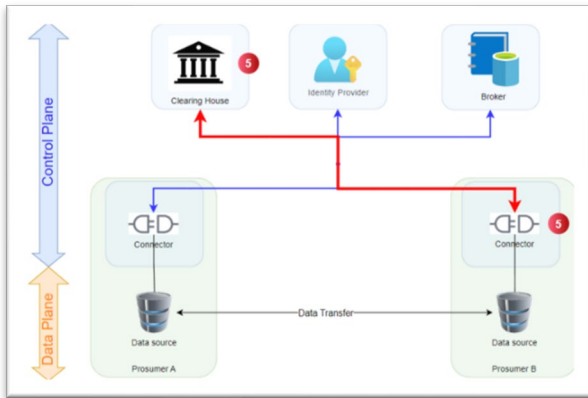 Control Plane
Data Plane
5
Clearing House
Identity Provider
Broker
Connector
Connector
5
Data Transfer
Data source
Data source
Prosumer A
Prosumer B